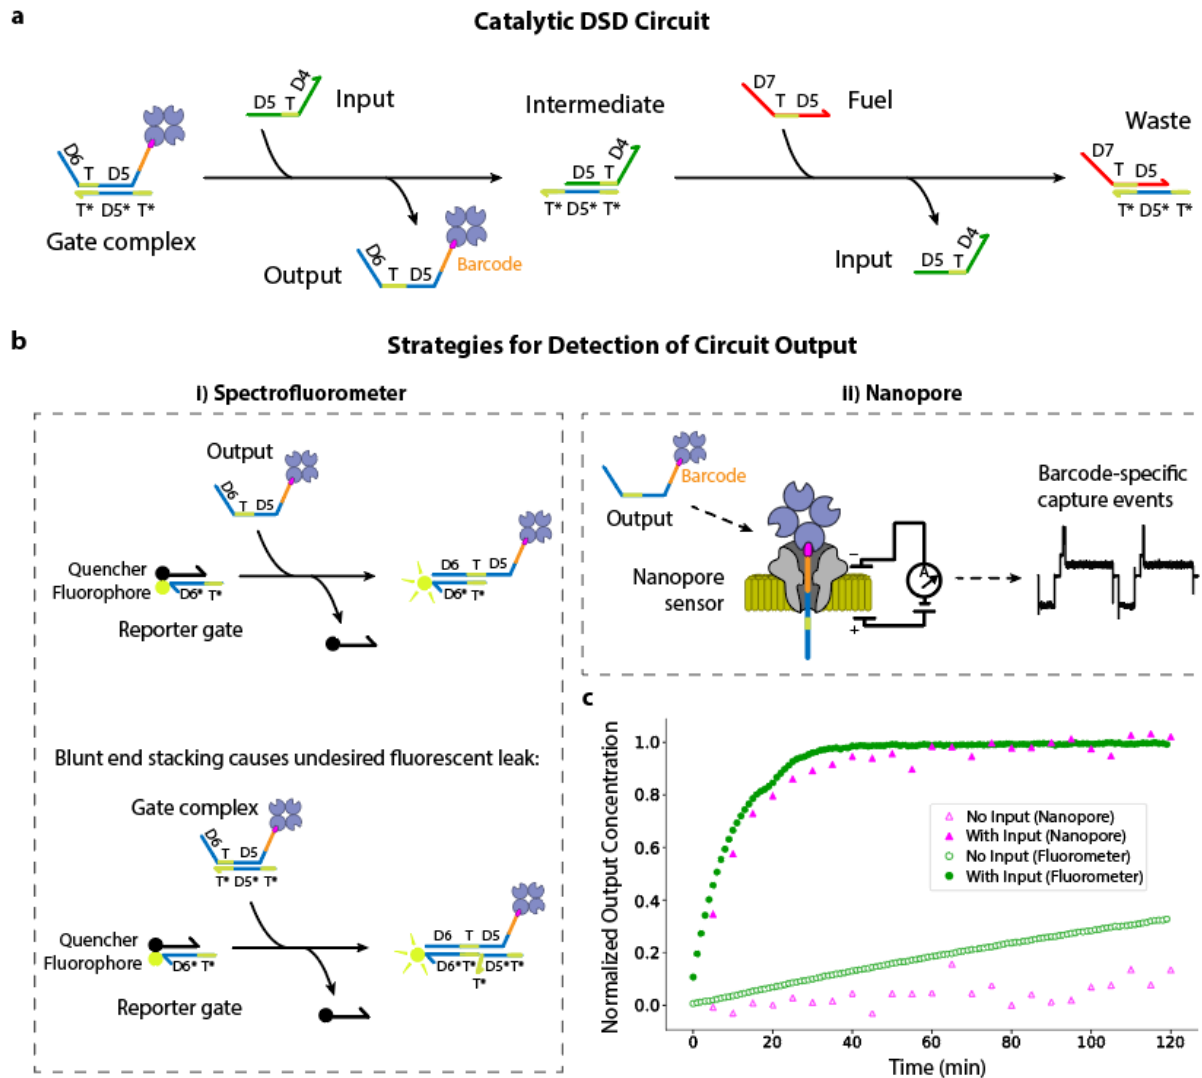 a
Catalytic DSD Circuit
D6
T
D5
T* D5* T*
Gate complex
D5 T D4
Input
D6
T
D5
Output
Barcode
Intermediate
D5 T D4
T* D5* T*
D7
T D5
Fuel
D5 T D4
Input
Waste
D7
T D5
T* D5* T*
b
Strategies for Detection of Circuit Output
i) Spectrofluorometer
Output
D6
T D5
Quencher
Fluorophore
D6* T*
Reporter gate
D6 T D5
D6* T*
Blunt end stacking causes undesired fluorescent leak:
Gate complex
D6
T D5
T* D5* T*
Quencher
Fluorophore
D6* T*
Reporter gate
D6 T D5
D6* T* D5* T*
T*
ii) Nanopore
Barcode
Output
Nanopore
sensor
−
A
+
Barcode-specific
capture events
c
Normalized Output Concentration
1.0
0.8
0.6
0.4
0.2
0.0
No Input (Nanopore)
With Input (Nanopore)
No Input (Fluorometer)
With Input (Fluorometer)
0 20 40 60 80 100 120
Time (min)